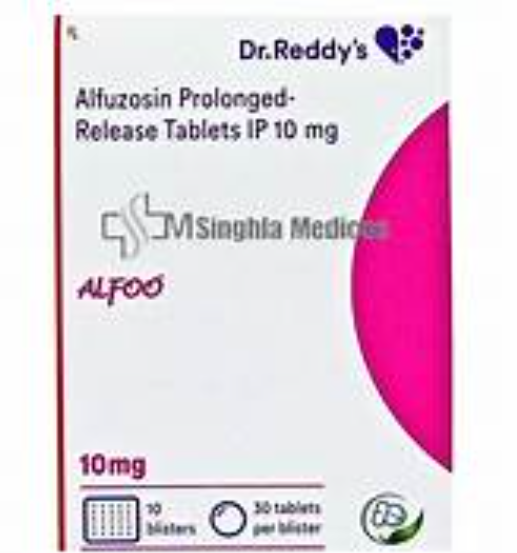 Rx
Dr.Reddy's
Alfuzosin Prolonged-
Release Tablets IP 10 mg
Singhla Medicos
ALFOO
10mg
10
blisters
30 tablets
per blister